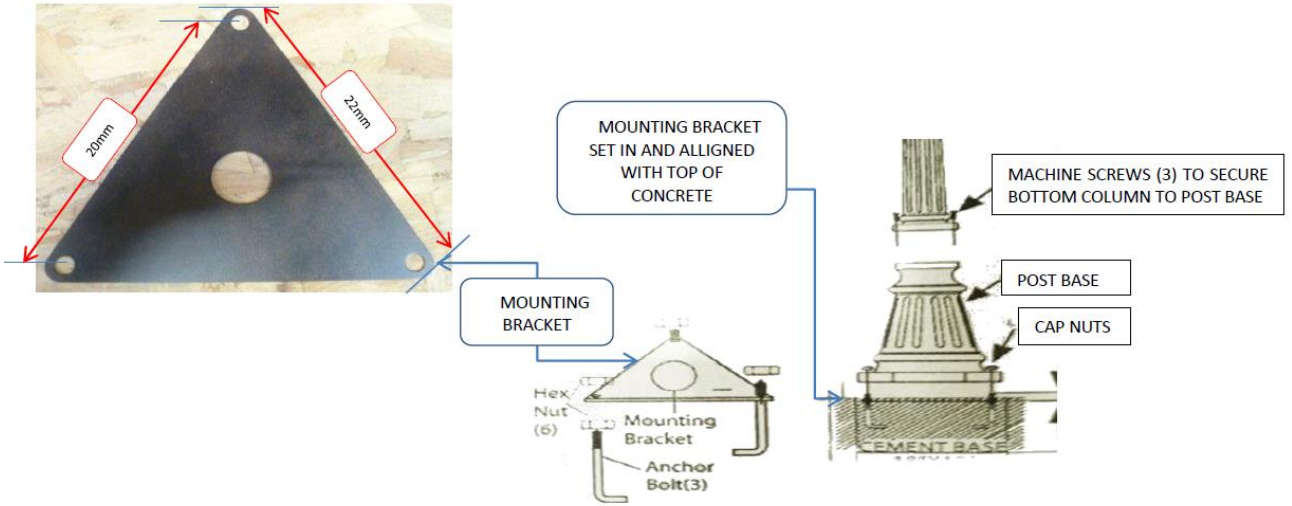 20mm
22mm
MOUNTING BRACKET
SET IN AND ALLIGNED
WITH TOP OF
CONCRETE
MACHINE SCREWS (3) TO SECURE
BOTTOM COLUMN TO POST BASE
POST BASE
CAP NUTS
MOUNTING
BRACKET
Hex
Nut
(6)
Mounting
Bracket
Anchor
Bolt(3)
CEMENT BASE